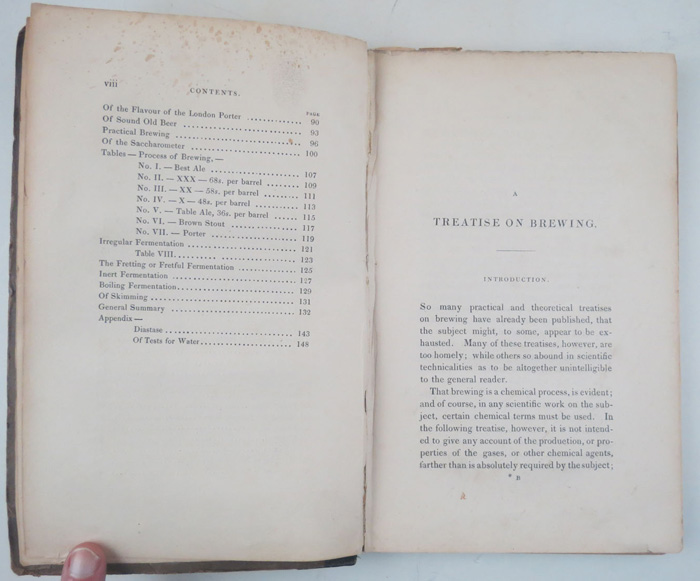 viii
CONTENTS.
PAGE
Of the Flavour of the London Porter ............ 90
Of Sound Old Beer ............ 93
Practical Brewing ............ 96
Of the Saccharometer ............ 100
Tables — Process of Brewing, —
No. I. — Best Ale ............ 107
No. II. — XXX — 68s. per barrel ............ 109
No. III. — XX — 58s. per barrel ............ 111
No. IV. — X — 48s. per barrel ............ 113
No. V. — Table Ale, 36s. per barrel ............ 115
No. VI. — Brown Stout ............ 117
No. VII. — Porter ............ 119
Irregular Fermentation ............ 121
Table VIII. ............ 123
The Fretting or Fretful Fermentation ............ 125
Inert Fermentation ............ 127
Boiling Fermentation ............ 129
Of Skimming ............ 131
General Summary ............ 132
Appendix—
Diastase ............ 143
Of Tests for Water ............ 148
A
TREATISE ON BREWING.
INTRODUCTION.
So many practical and theoretical treatises
on brewing have already been published, that
the subject might, to some, appear to be ex-
hausted. Many of these treatises, however, are
too homely; while others so abound in scientific
technicalities as to be altogether unintelligible
to the general reader.
That brewing is a chemical process, is evident;
and of course, in any scientific work on the sub-
ject, certain chemical terms must be used. In
the following treatise, however, it is not intend-
ed to give any account of the production, or pro-
perties of the gases, or other chemical agents,
farther than is absolutely required by the subject;
* B